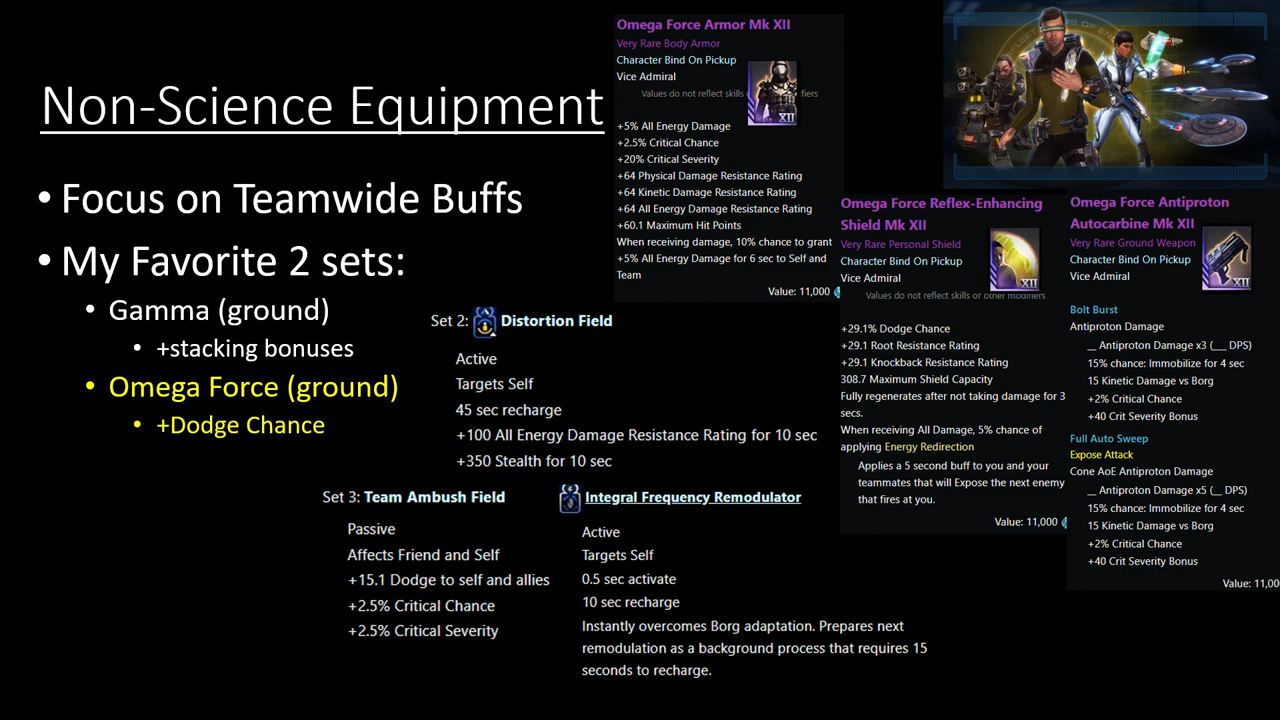 Non-Science Equipment
• Focus on Teamwide Buffs
• My Favorite 2 sets:
• Gamma (ground)
• +stacking bonuses
• Omega Force (ground)
• +Dodge Chance
Omega Force Armor Mk XII
Very Rare Body Armor
Character Bind On Pickup
Vice Admiral
Values do not reflect skills
XII
+5% All Energy Damage
+2.5% Critical Chance
+20% Critical Severity
+64 Physical Damage Resistance Rating
+64 Kinetic Damage Resistance Rating
+64 All Energy Damage Resistance Rating
+60.1 Maximum Hit Points
When receiving damage, 10% chance to grant
+5% All Energy Damage for 6 sec to Self and
Team
Value: 11,000
Set 2: Distortion Field
Active
Targets Self
45 sec recharge
+100 All Energy Damage Resistance Rating for 10 sec
+350 Stealth for 10 sec
Set 3: Team Ambush Field
Passive
Affects Friend and Self
+15.1 Dodge to self and allies
+2.5% Critical Chance
+2.5% Critical Severity
Integral Frequency Remodulator
Active
Targets Self
0.5 sec activate
10 sec recharge
Instantly overcomes Borg adaptation. Prepares next
remodulation as a background process that requires 15
seconds to recharge.
Omega Force Reflex-Enhancing
Shield Mk XII
Very Rare Personal Shield
Character Bind On Pickup
Vice Admiral
XII
Values do not reflect skills or other modifiers
+29.1% Dodge Chance
+29.1 Root Resistance Rating
+29.1 Knockback Resistance Rating
308.7 Maximum Shield Capacity
Fully regenerates after not taking damage for 3
secs.
When receiving All Damage, 5% chance of
applying Energy Redirection
Applies a 5 second buff to you and your
teammates that will Expose the next enemy
that fires at you.
Value: 11,000
Omega Force Antiproton
Autocarbine Mk XII
Very Rare Ground Weapon
Character Bind On Pickup
Vice Admiral
XII
Bolt Burst
Antiproton Damage
__ Antiproton Damage x3 (___ DPS)
15% chance: Immobilize for 4 sec
15 Kinetic Damage vs Borg
+2% Critical Chance
+40 Crit Severity Bonus
Full Auto Sweep
Expose Attack
Cone AoE Antiproton Damage
__ Antiproton Damage x5 (__ DPS)
15% chance: Immobilize for 4 sec
15 Kinetic Damage vs Borg
+2% Critical Chance
+40 Crit Severity Bonus
Value: 11,00